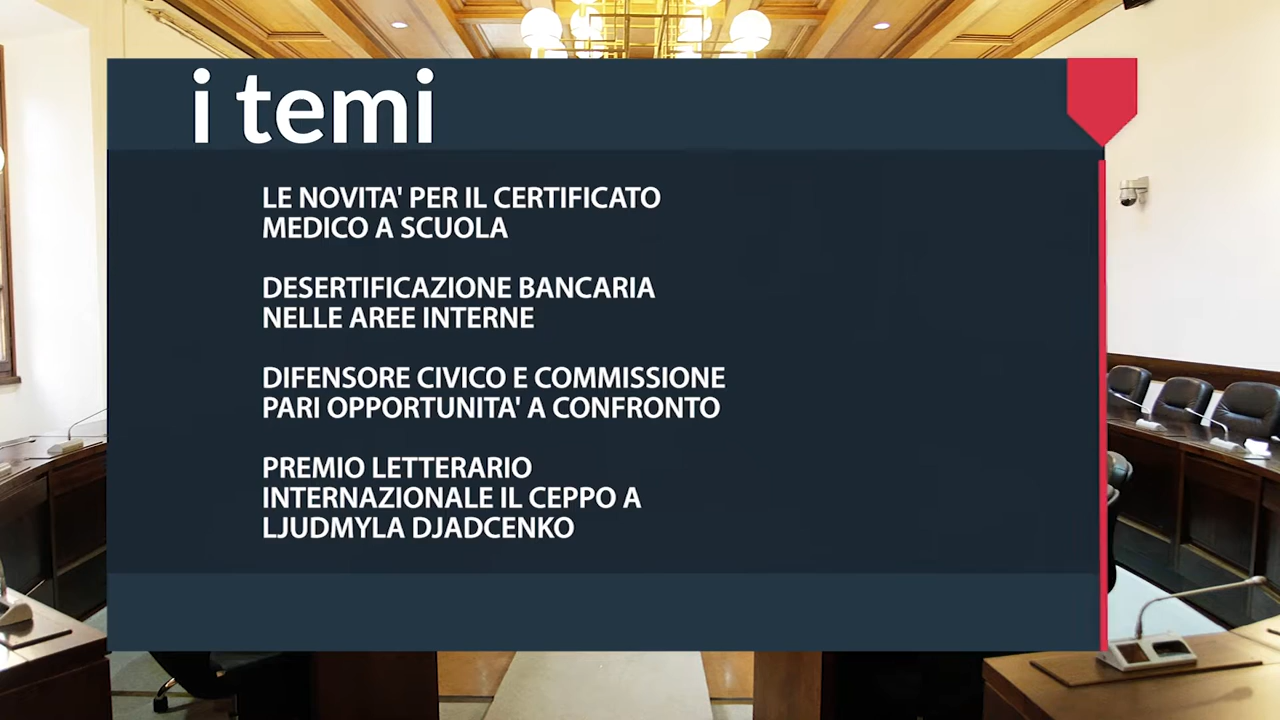 i temi
LE NOVITA' PER IL CERTIFICATO
MEDICO A SCUOLA
DESERTIFICAZIONE BANCARIA
NELLE AREE INTERNE
DIFENSORE CIVICO E COMMISSIONE
PARI OPPORTUNITA' A CONFRONTO
PREMIO LETTERARIO
INTERNAZIONALE IL CEPPO A
LJUDMYLA DJADCENKO